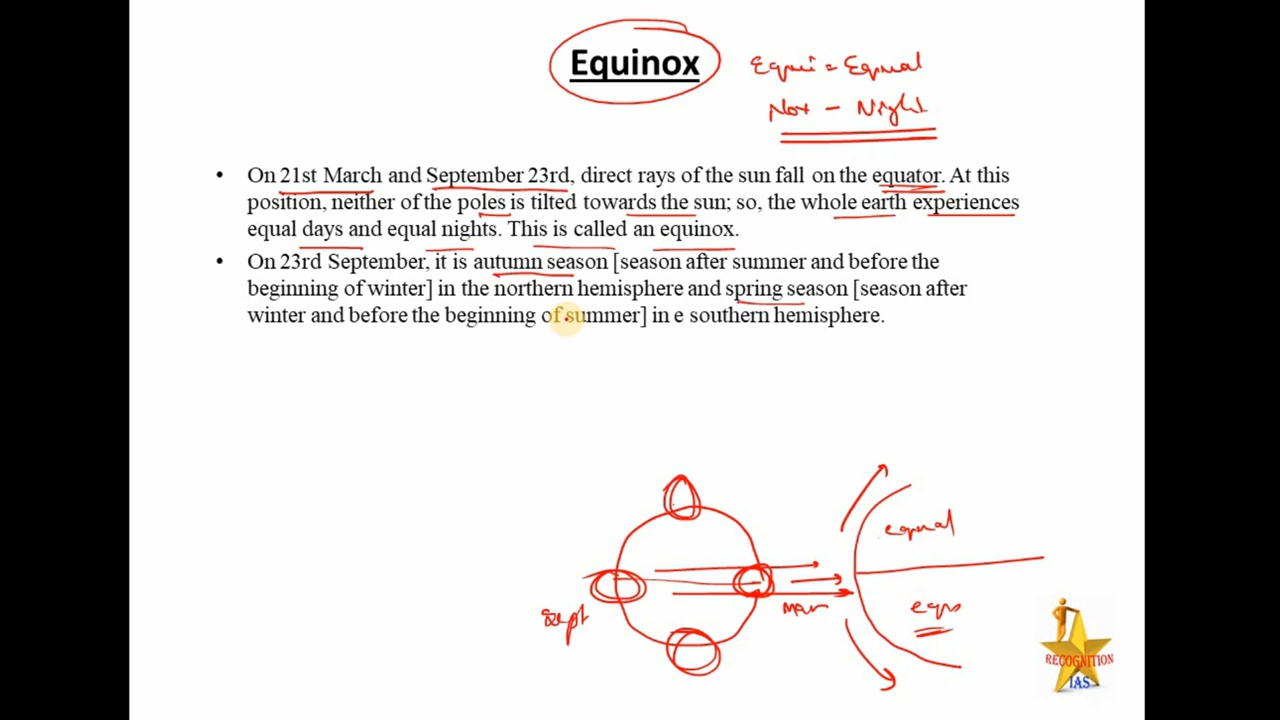 Equinox
Equi = Equal
Nox - Night
• On 21st March and September 23rd, direct rays of the sun fall on the equator. At this
position, neither of the poles is tilted towards the sun; so, the whole earth experiences
equal days and equal nights. This is called an equinox.
• On 23rd September, it is autumn season [season after summer and before the
beginning of winter] in the northern hemisphere and spring season [season after
winter and before the beginning of summer] in e southern hemisphere.
equal
Sept
Mar
equ
RECOGNITION
IAS